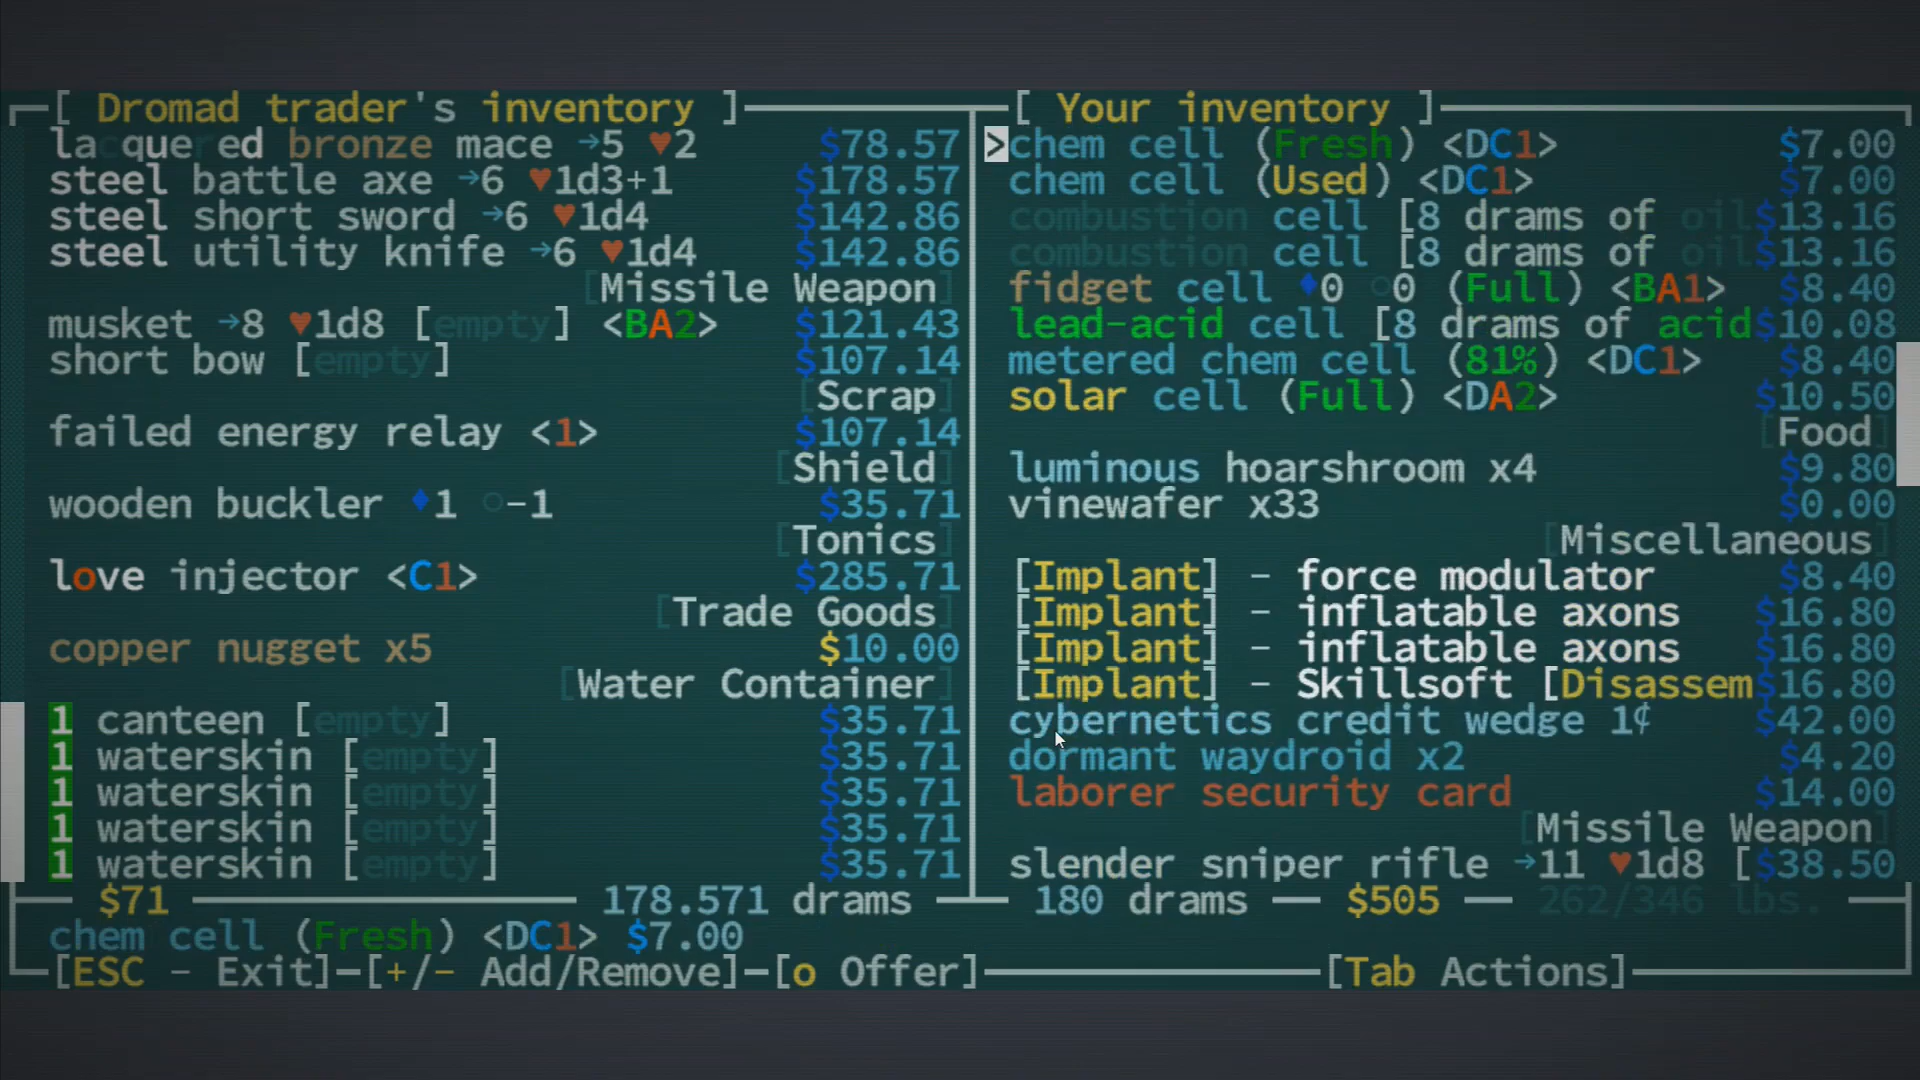 [ Dromad trader's inventory ]
lacquered bronze mace →5 ♥2 $78.57
steel battle axe →6 ♥1d3+1 $178.57
steel short sword →6 ♥1d4 $142.86
steel utility knife →6 ♥1d4 $142.86
[Missile Weapon]
musket →8 ♥1d8 [empty] <BA2> $121.43
short bow [empty] $107.14
[Scrap]
failed energy relay <1> $107.14
[Shield]
wooden buckler ♦1 ○-1 $35.71
[Tonics]
love injector <C1> $285.71
[Trade Goods]
copper nugget x5 $10.00
[Water Container]
1 canteen [empty] $35.71
1 waterskin [empty] $35.71
1 waterskin [empty] $35.71
1 waterskin [empty] $35.71
1 waterskin [empty] $35.71
$71 178.571 drams
[ Your inventory ]
>chem cell (Fresh) <DC1> $7.00
chem cell (Used) <DC1> $7.00
combustion cell [8 drams of oil $13.16
combustion cell [8 drams of oil $13.16
fidget cell ♦0 ○0 (Full) <BA1> $8.40
lead-acid cell [8 drams of acid $10.08
metered chem cell (81%) <DC1> $8.40
solar cell (Full) <DA2> $10.50
[Food]
luminous hoarshroom x4 $9.80
vinewafer x33 $0.00
[Miscellaneous]
[Implant] - force modulator $8.40
[Implant] - inflatable axons $16.80
[Implant] - inflatable axons $16.80
[Implant] - Skillsoft [Disassem $16.80
cybernetics credit wedge 1¢ $42.00
dormant waydroid x2 $4.20
laborer security card $14.00
[Missile Weapon]
slender sniper rifle →11 ♥1d8 [ $38.50
180 drams $505 262/346 lbs.
chem cell (Fresh) <DC1> $7.00
[ESC - Exit] [+/- Add/Remove] [o Offer] [Tab Actions]